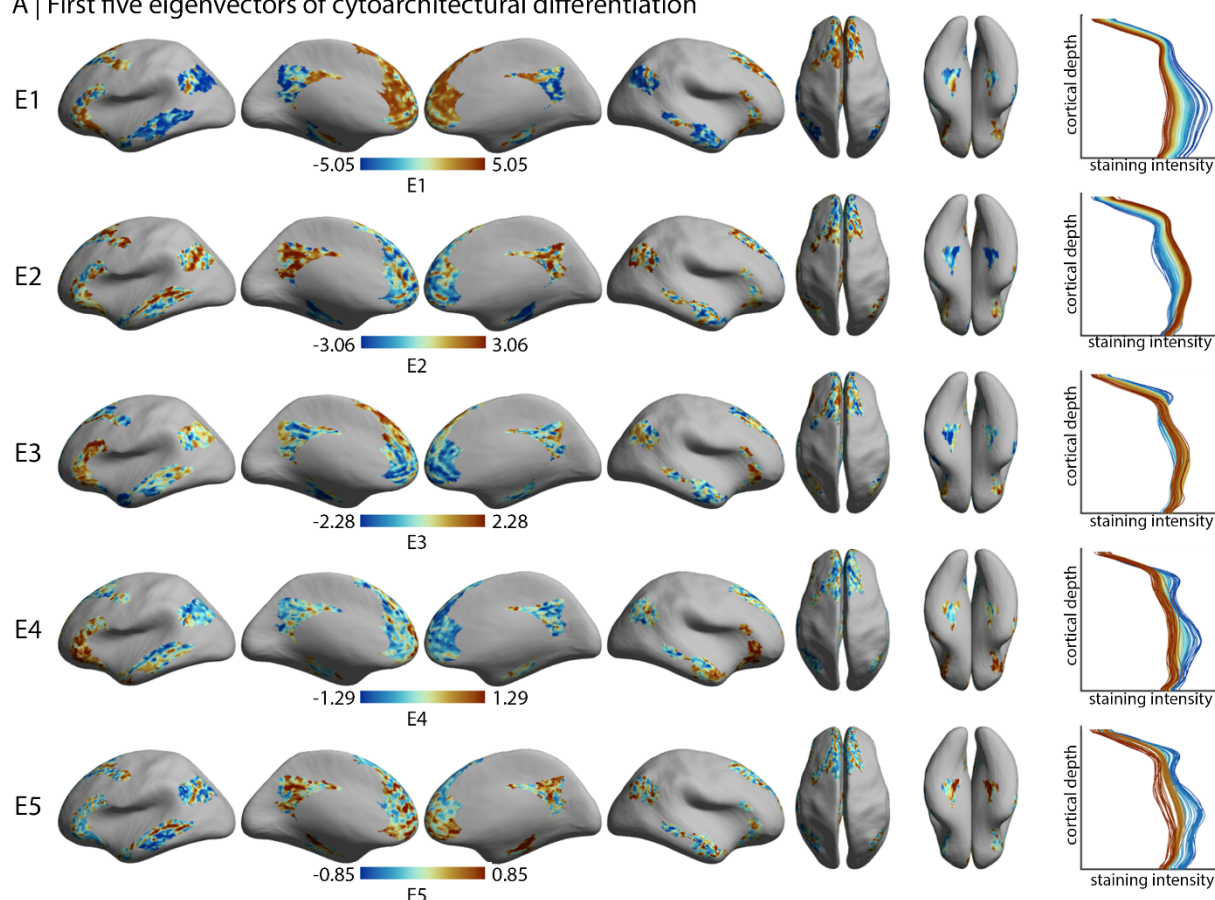 A | First five eigenvectors of cytoarchitectural differentiation
E1
-5.05 5.05
E1
cortical depth
staining intensity
E2
-3.06 3.06
E2
cortical depth
staining intensity
E3
-2.28 2.28
E3
cortical depth
staining intensity
E4
-1.29 1.29
E4
cortical depth
staining intensity
E5
-0.85 0.85
E5
cortical depth
staining intensity